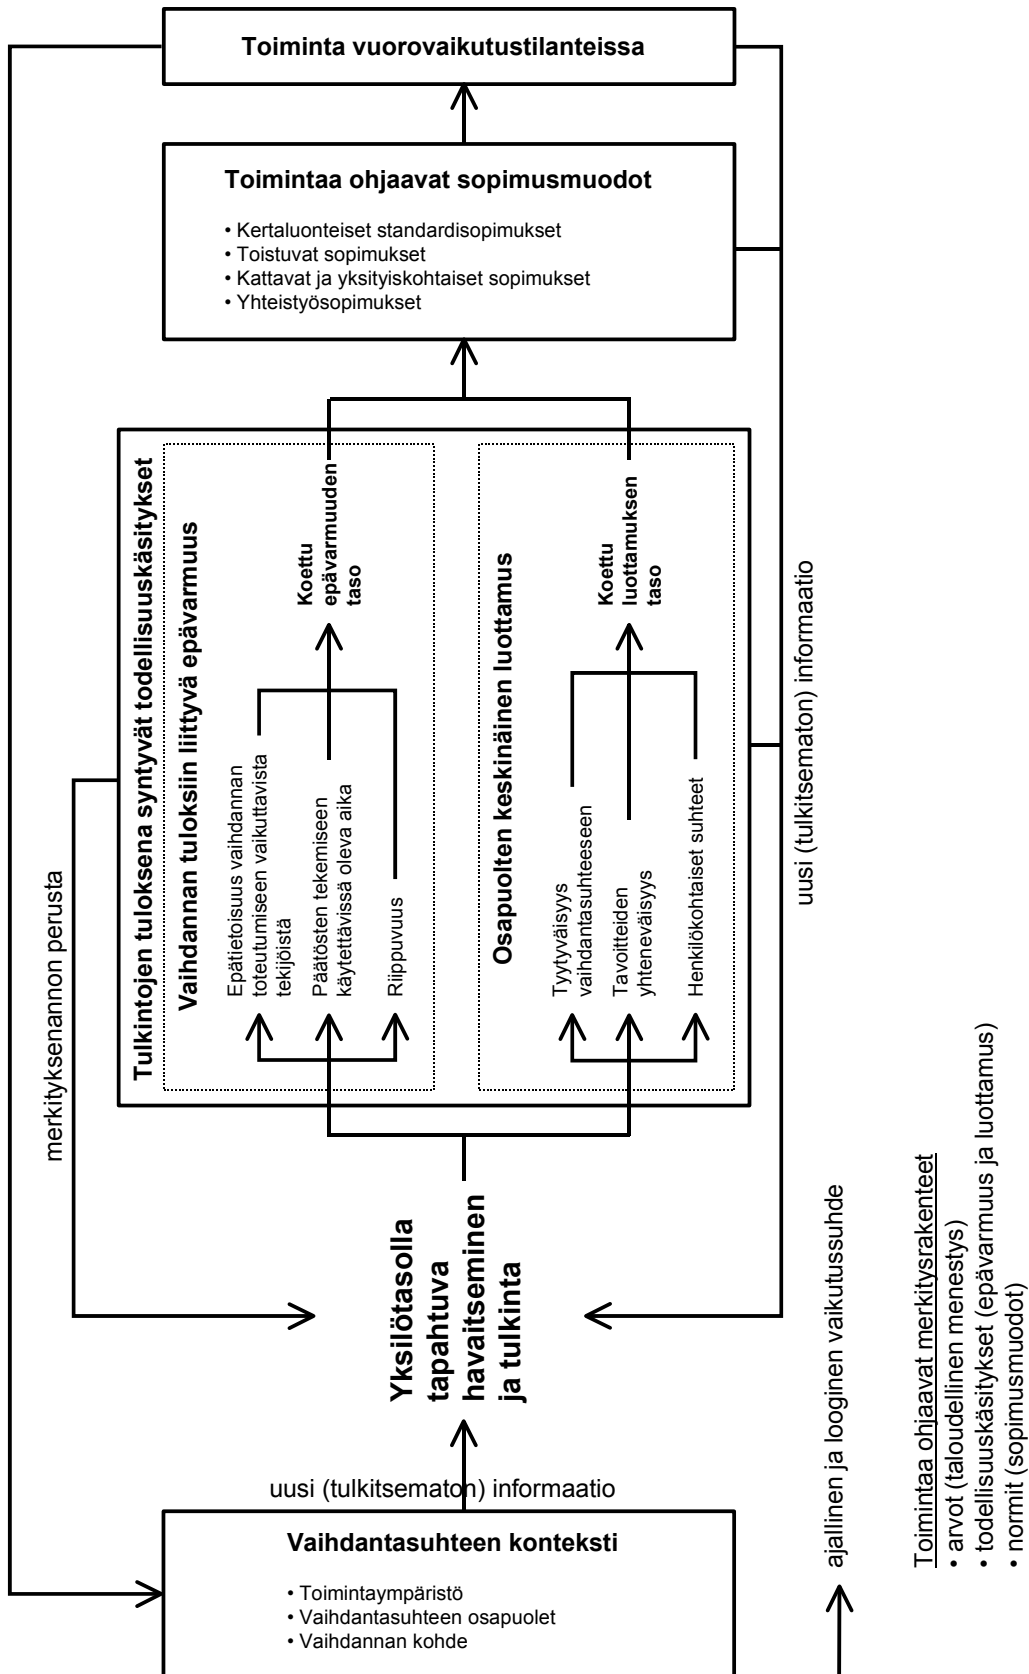 Toiminta vuorovaikutustilanteissa
Toimintaa ohjaavat sopimusmuodot
• Kertaluonteiset standardisopimukset
• Toistuvat sopimukset
• Kattavat ja yksityiskohtaiset sopimukset
• Yhteistyösopimukset
Tulkintojen tuloksena syntyvät todellisuuskäsitykset
Vaihdannan tuloksiin liittyvä epävarmuus
Koettu
epävarmuuden
taso
Epätietoisuus vaihdannan
toteutumiseen vaikuttavista
tekijöistä
Päätösten tekemiseen
käytettävissä oleva aika
Riippuvuus
Osapuolten keskinäinen luottamus
Koettu
luottamuksen
taso
Tyytyväisyys
vaihdantasuhteeseen
Tavoitteiden
yhteneväisyys
Henkilökohtaiset suhteet
merkityksenannon perusta
uusi (tulkitsematon) informaatio
Yksilötasolla
tapahtuva
havaitseminen
ja tulkinta
uusi (tulkitsematon) informaatio
Vaihdantasuhteen konteksti
• Toimintaympäristö
• Vaihdantasuhteen osapuolet
• Vaihdannan kohde
ajallinen ja looginen vaikutussuhde
Toimintaa ohjaavat merkitysrakenteet
• arvot (taloudellinen menestys)
• todellisuuskäsitykset (epävarmuus ja luottamus)
• normit (sopimusmuodot)